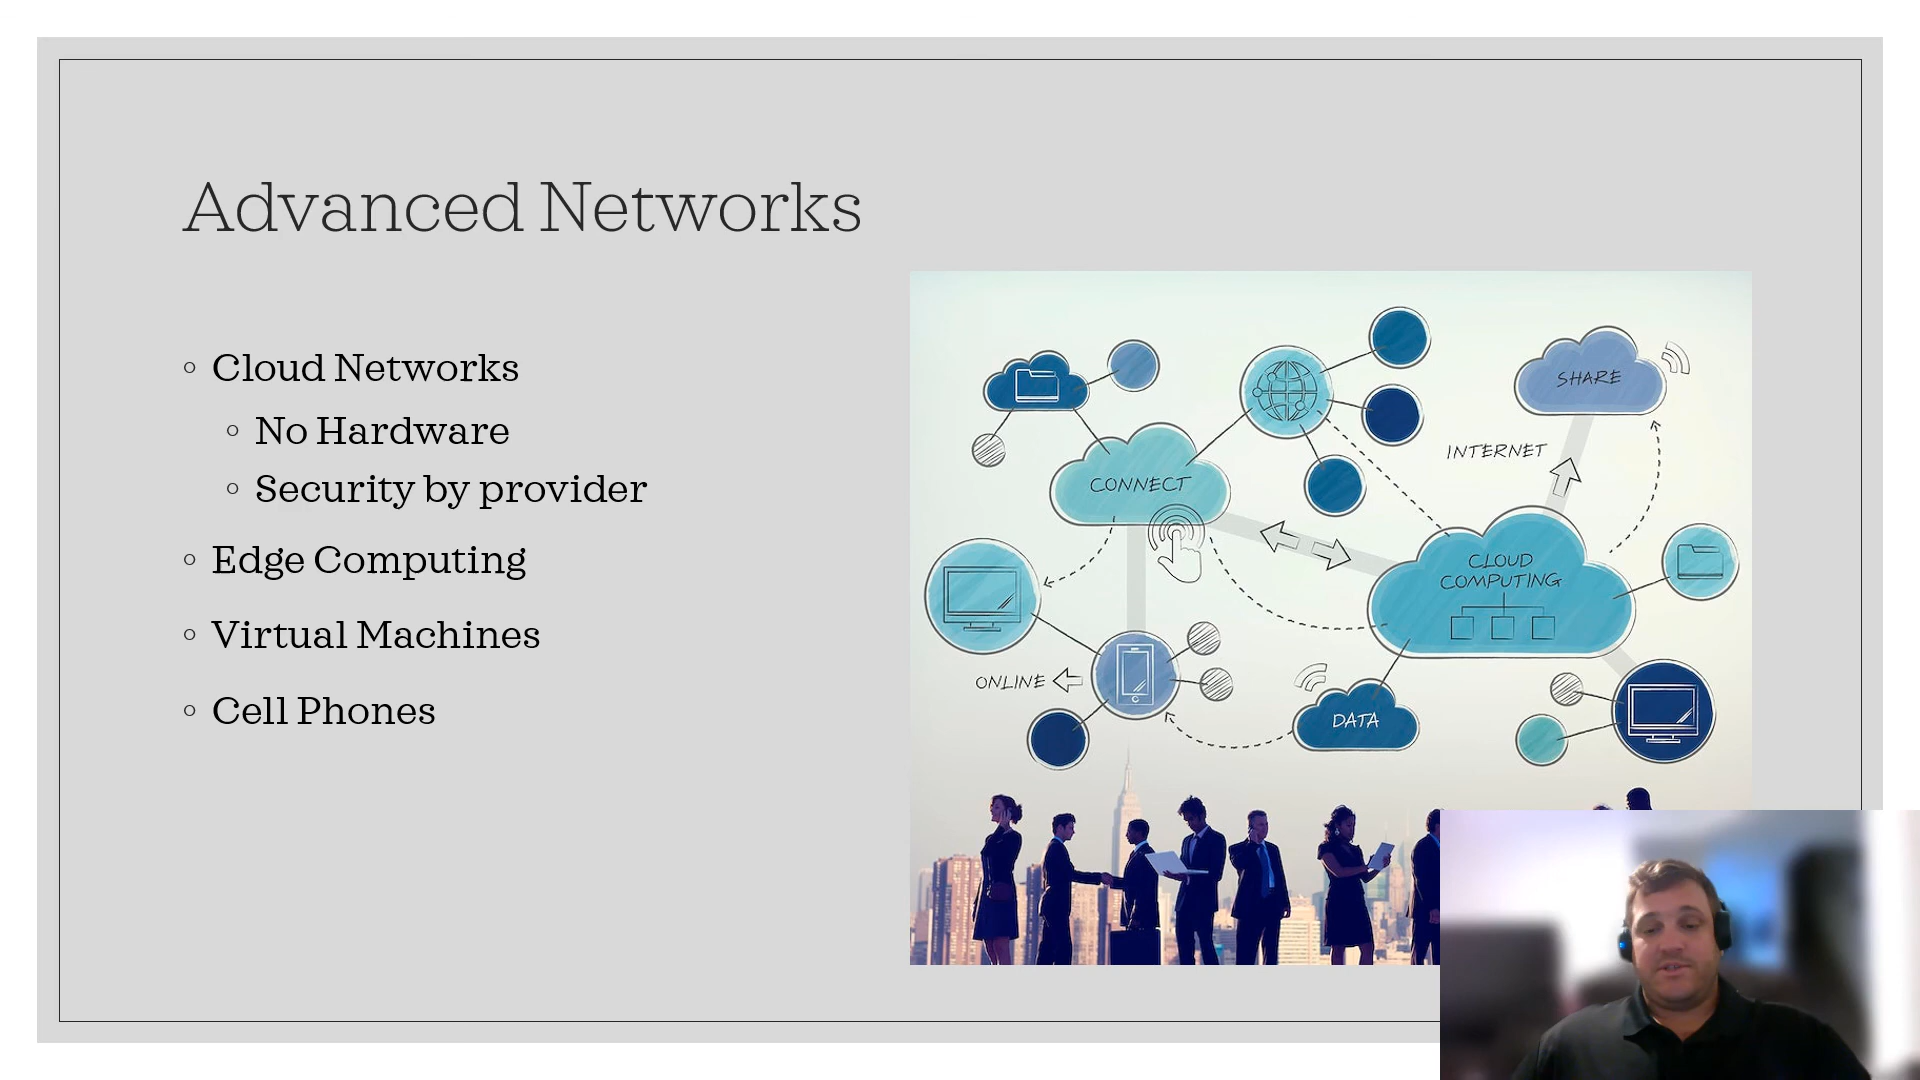 Advanced Networks
Cloud Networks
No Hardware
Security by provider
Edge Computing
Virtual Machines
Cell Phones
SHARE
INTERNET
CONNECT
CLOUD
COMPUTING
ONLINE
DATA